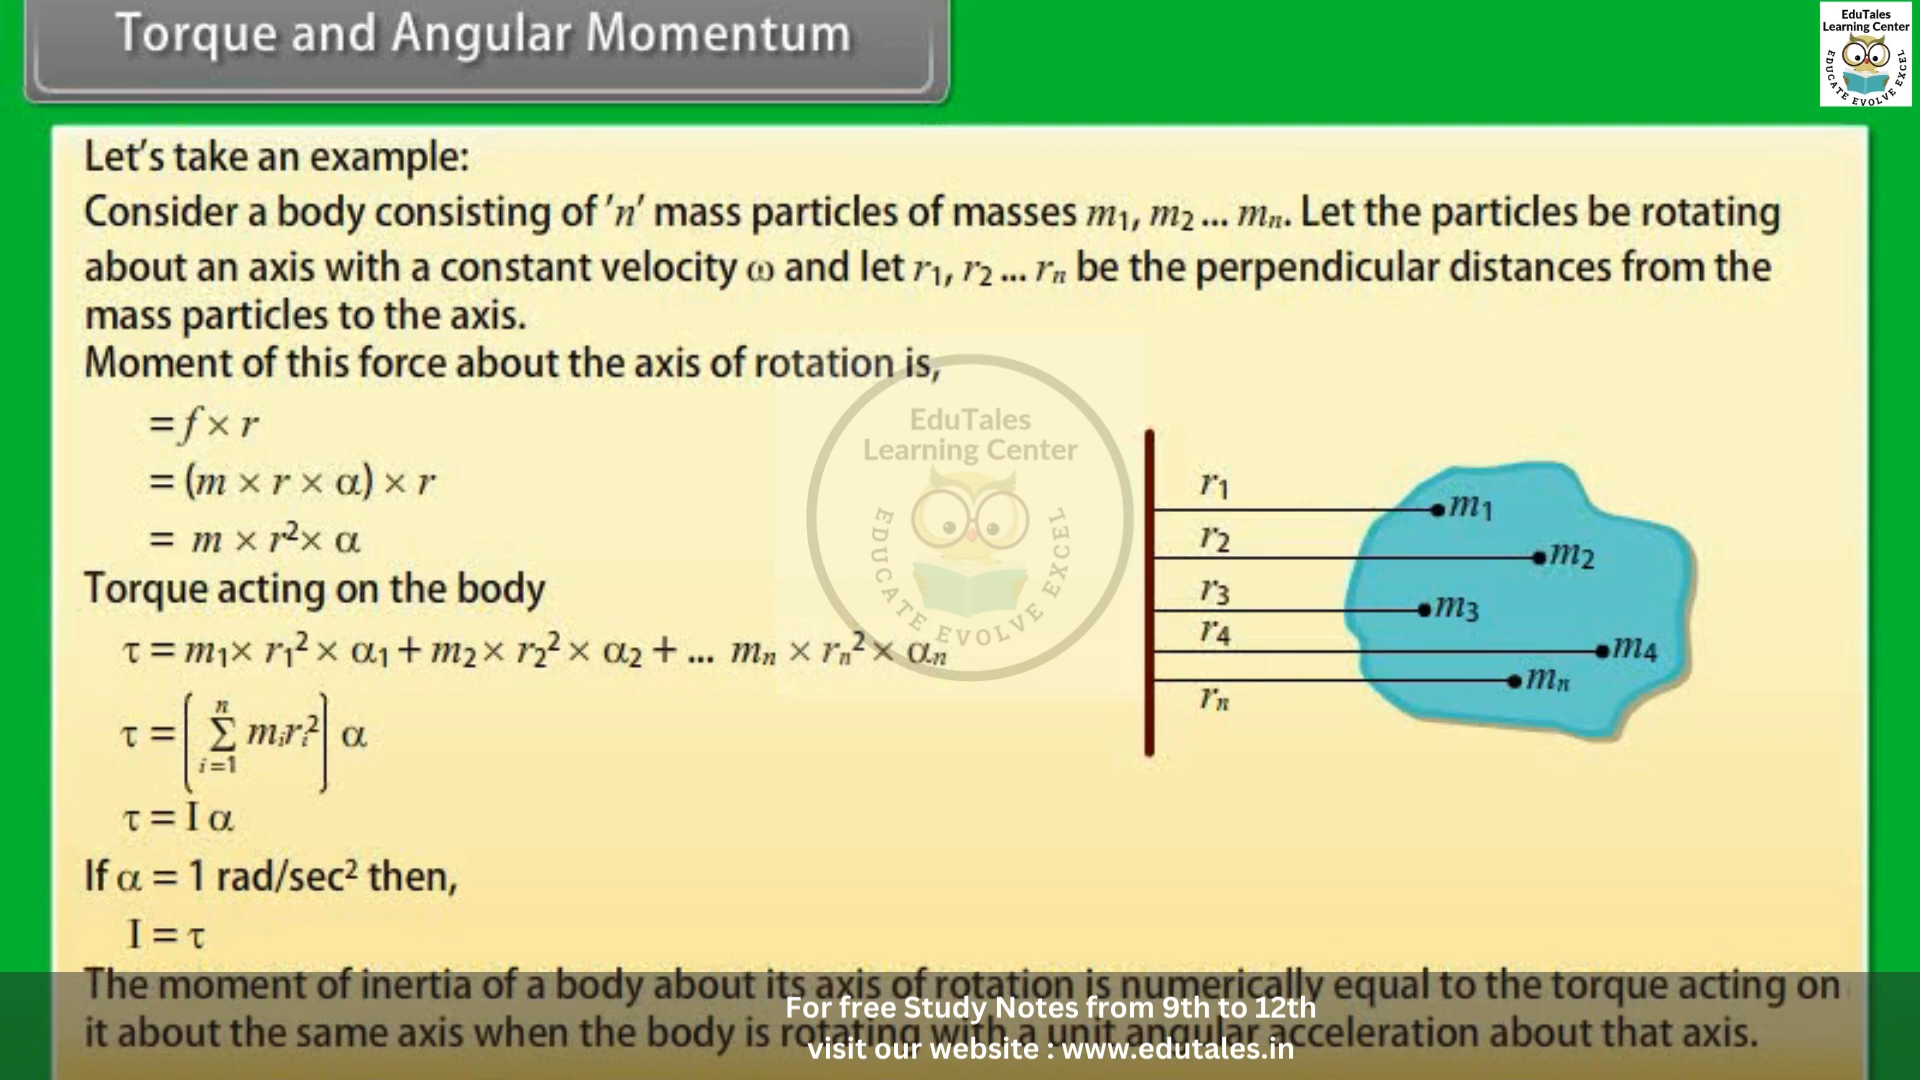 Torque and Angular Momentum
EduTales
Learning Center
EDUCATE EVOLVE EXCEL
Let's take an example:
Consider a body consisting of 'n' mass particles of masses m₁, m₂ ... mₙ. Let the particles be rotating
about an axis with a constant velocity ω and let r₁, r₂ ... rₙ be the perpendicular distances from the
mass particles to the axis.
Moment of this force about the axis of rotation is,
= f × r
= (m × r × α) × r
= m × r² × α
Torque acting on the body
τ = m₁× r₁² × α₁ + m₂ × r₂² × α₂ + ... mₙ × rₙ² × αₙ
τ = (∑ᵢ₌₁ⁿ mᵢrᵢ²) α
τ = I α
If α = 1 rad/sec² then,
I = τ
The moment of inertia of a body about its axis of rotation is numerically equal to the torque acting on
it about the same axis when the body is rotating with a unit angular acceleration about that axis.
EduTales
Learning Center
EDUCATE EVOLVE EXCEL
r₁
m₁
r₂
m₂
r₃
m₃
r₄
m₄
rₙ
mₙ
For free Study Notes from 9th to 12th
visit our website : www.edutales.in